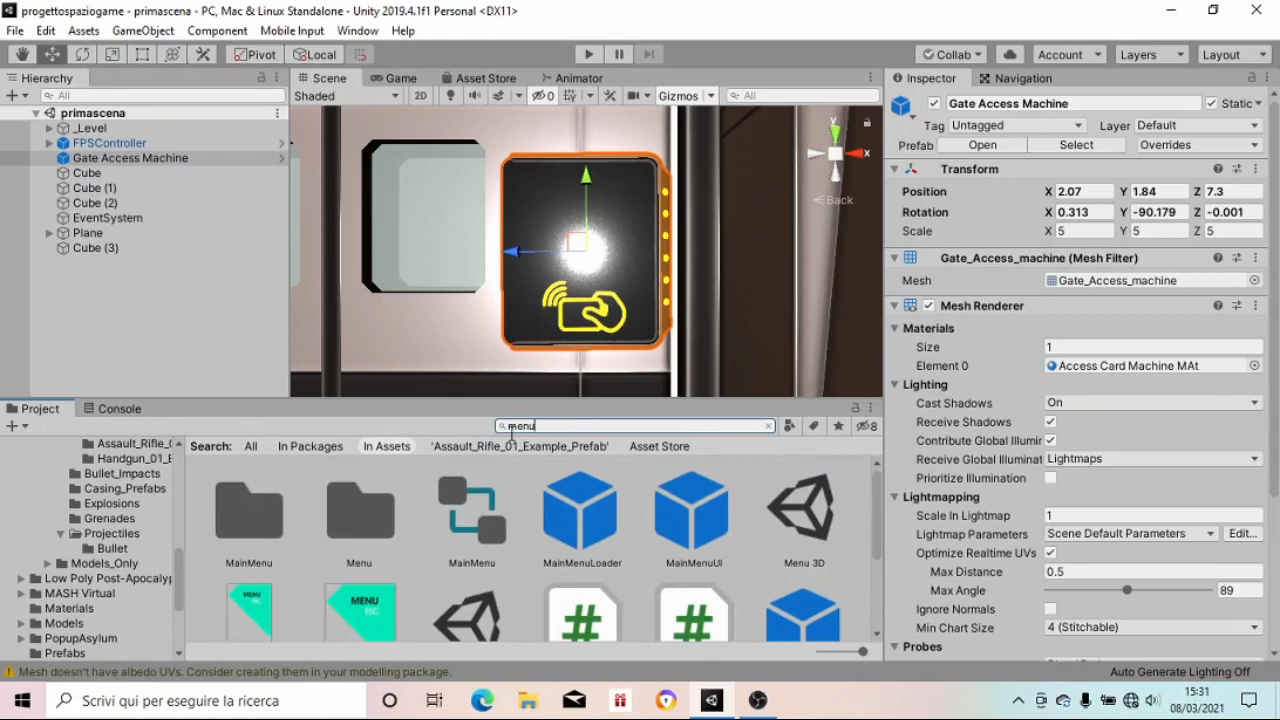 progettospaziogame - primascena - PC, Mac & Linux Standalone - Unity 2019.4.1f1 Personal <DX11>
File Edit Assets GameObject Component Mobile Input Window Help
Pivot Local Collab Account Layers Layout
Hierarchy Scene Game Asset Store Animator Inspector Navigation
All Shaded 2D 0 Gizmos All
Gate Access Machine Static
primascena
_Level
FPSController
Gate Access Machine
Cube
Cube (1)
Cube (2)
EventSystem
Plane
Cube (3)
y
x
Back
Tag Untagged Layer Default
Prefab Open Select Overrides
Transform
Position X 2.07 Y 1.84 Z 7.3
Rotation X 0.313 Y -90.179 Z -0.001
Scale X 5 Y 5 Z 5
Gate_Access_machine (Mesh Filter)
Mesh Gate_Access_machine
Mesh Renderer
Materials
Size 1
Element 0 Access Card Machine MAt
Lighting
Cast Shadows On
Receive Shadows
Contribute Global Illumir
Receive Global Illuminat Lightmaps
Prioritize Illumination
Lightmapping
Scale In Lightmap 1
Lightmap Parameters Scene Default Parameters Edit...
Optimize Realtime UVs
Max Distance 0.5
Max Angle 89
Ignore Normals
Min Chart Size 4 (Stitchable)
Probes
Project Console
menu
8
Search: All In Packages In Assets 'Assault_Rifle_01_Example_Prefab' Asset Store
Assault_Rifle_0
Handgun_01_E
Bullet_Impacts
Casing_Prefabs
Explosions
Grenades
Projectiles
Bullet
Models_Only
Low Poly Post-Apocaly
MASH Virtual
Materials
Models
PopupAsylum
Prefabs
MainMenu Menu MainMenu MainMenuLoader MainMenuUI Menu 3D
MENU
MENU
# #
Mesh doesn't have albedo UVs. Consider creating them in your modelling package.
Auto Generate Lighting Off
Scrivi qui per eseguire la ricerca
15:31
08/03/2021